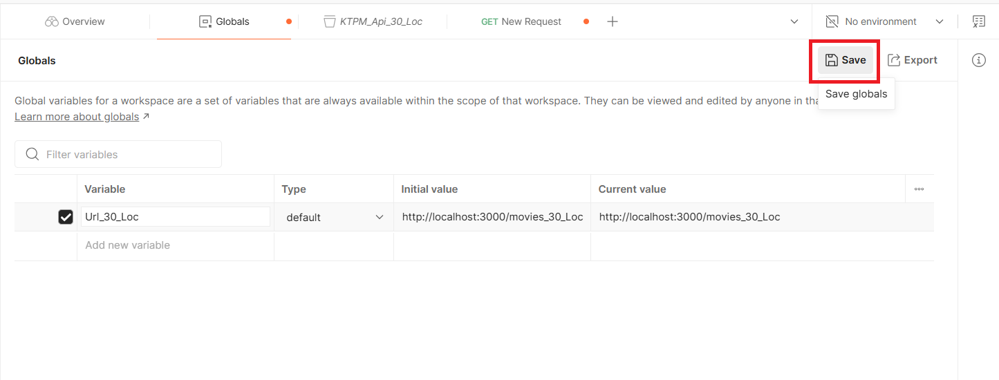 Overview
Globals
KTPM_Api_30_Loc
GET New Request
No environment
Globals
Save
Export
Save globals
Global variables for a workspace are a set of variables that are always available within the scope of that workspace. They can be viewed and edited by anyone in
Learn more about globals ↗
Filter variables
Variable Type Initial value Current value
Url_30_Loc default http://localhost:3000/movies_30_Loc http://localhost:3000/movies_30_Loc
Add new variable